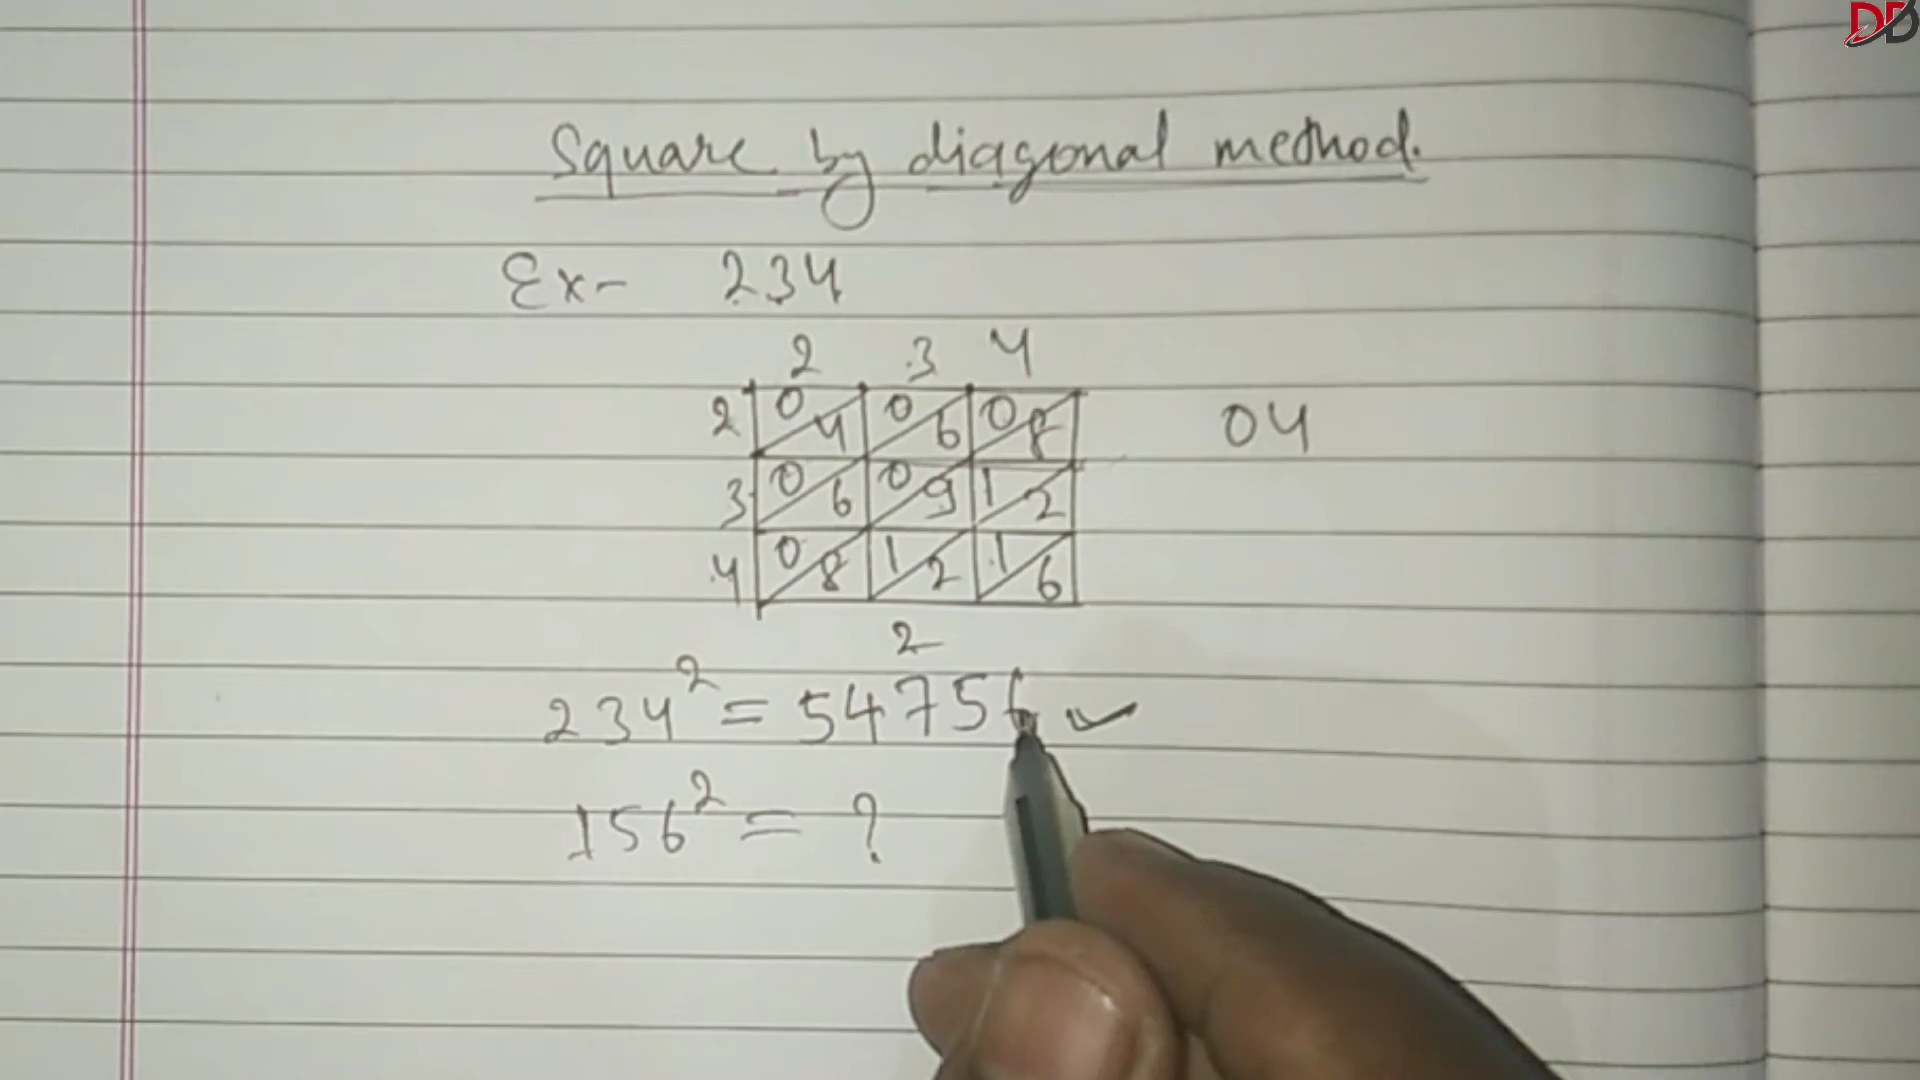 DD
Square by diagonal method.
Ex- 234
2 3 4
2 0 4 0 6 0 8 04
3 0 6 0 9 1 2
4 0 8 1 2 1 6
2
234² = 54756 ✓
156² = ?